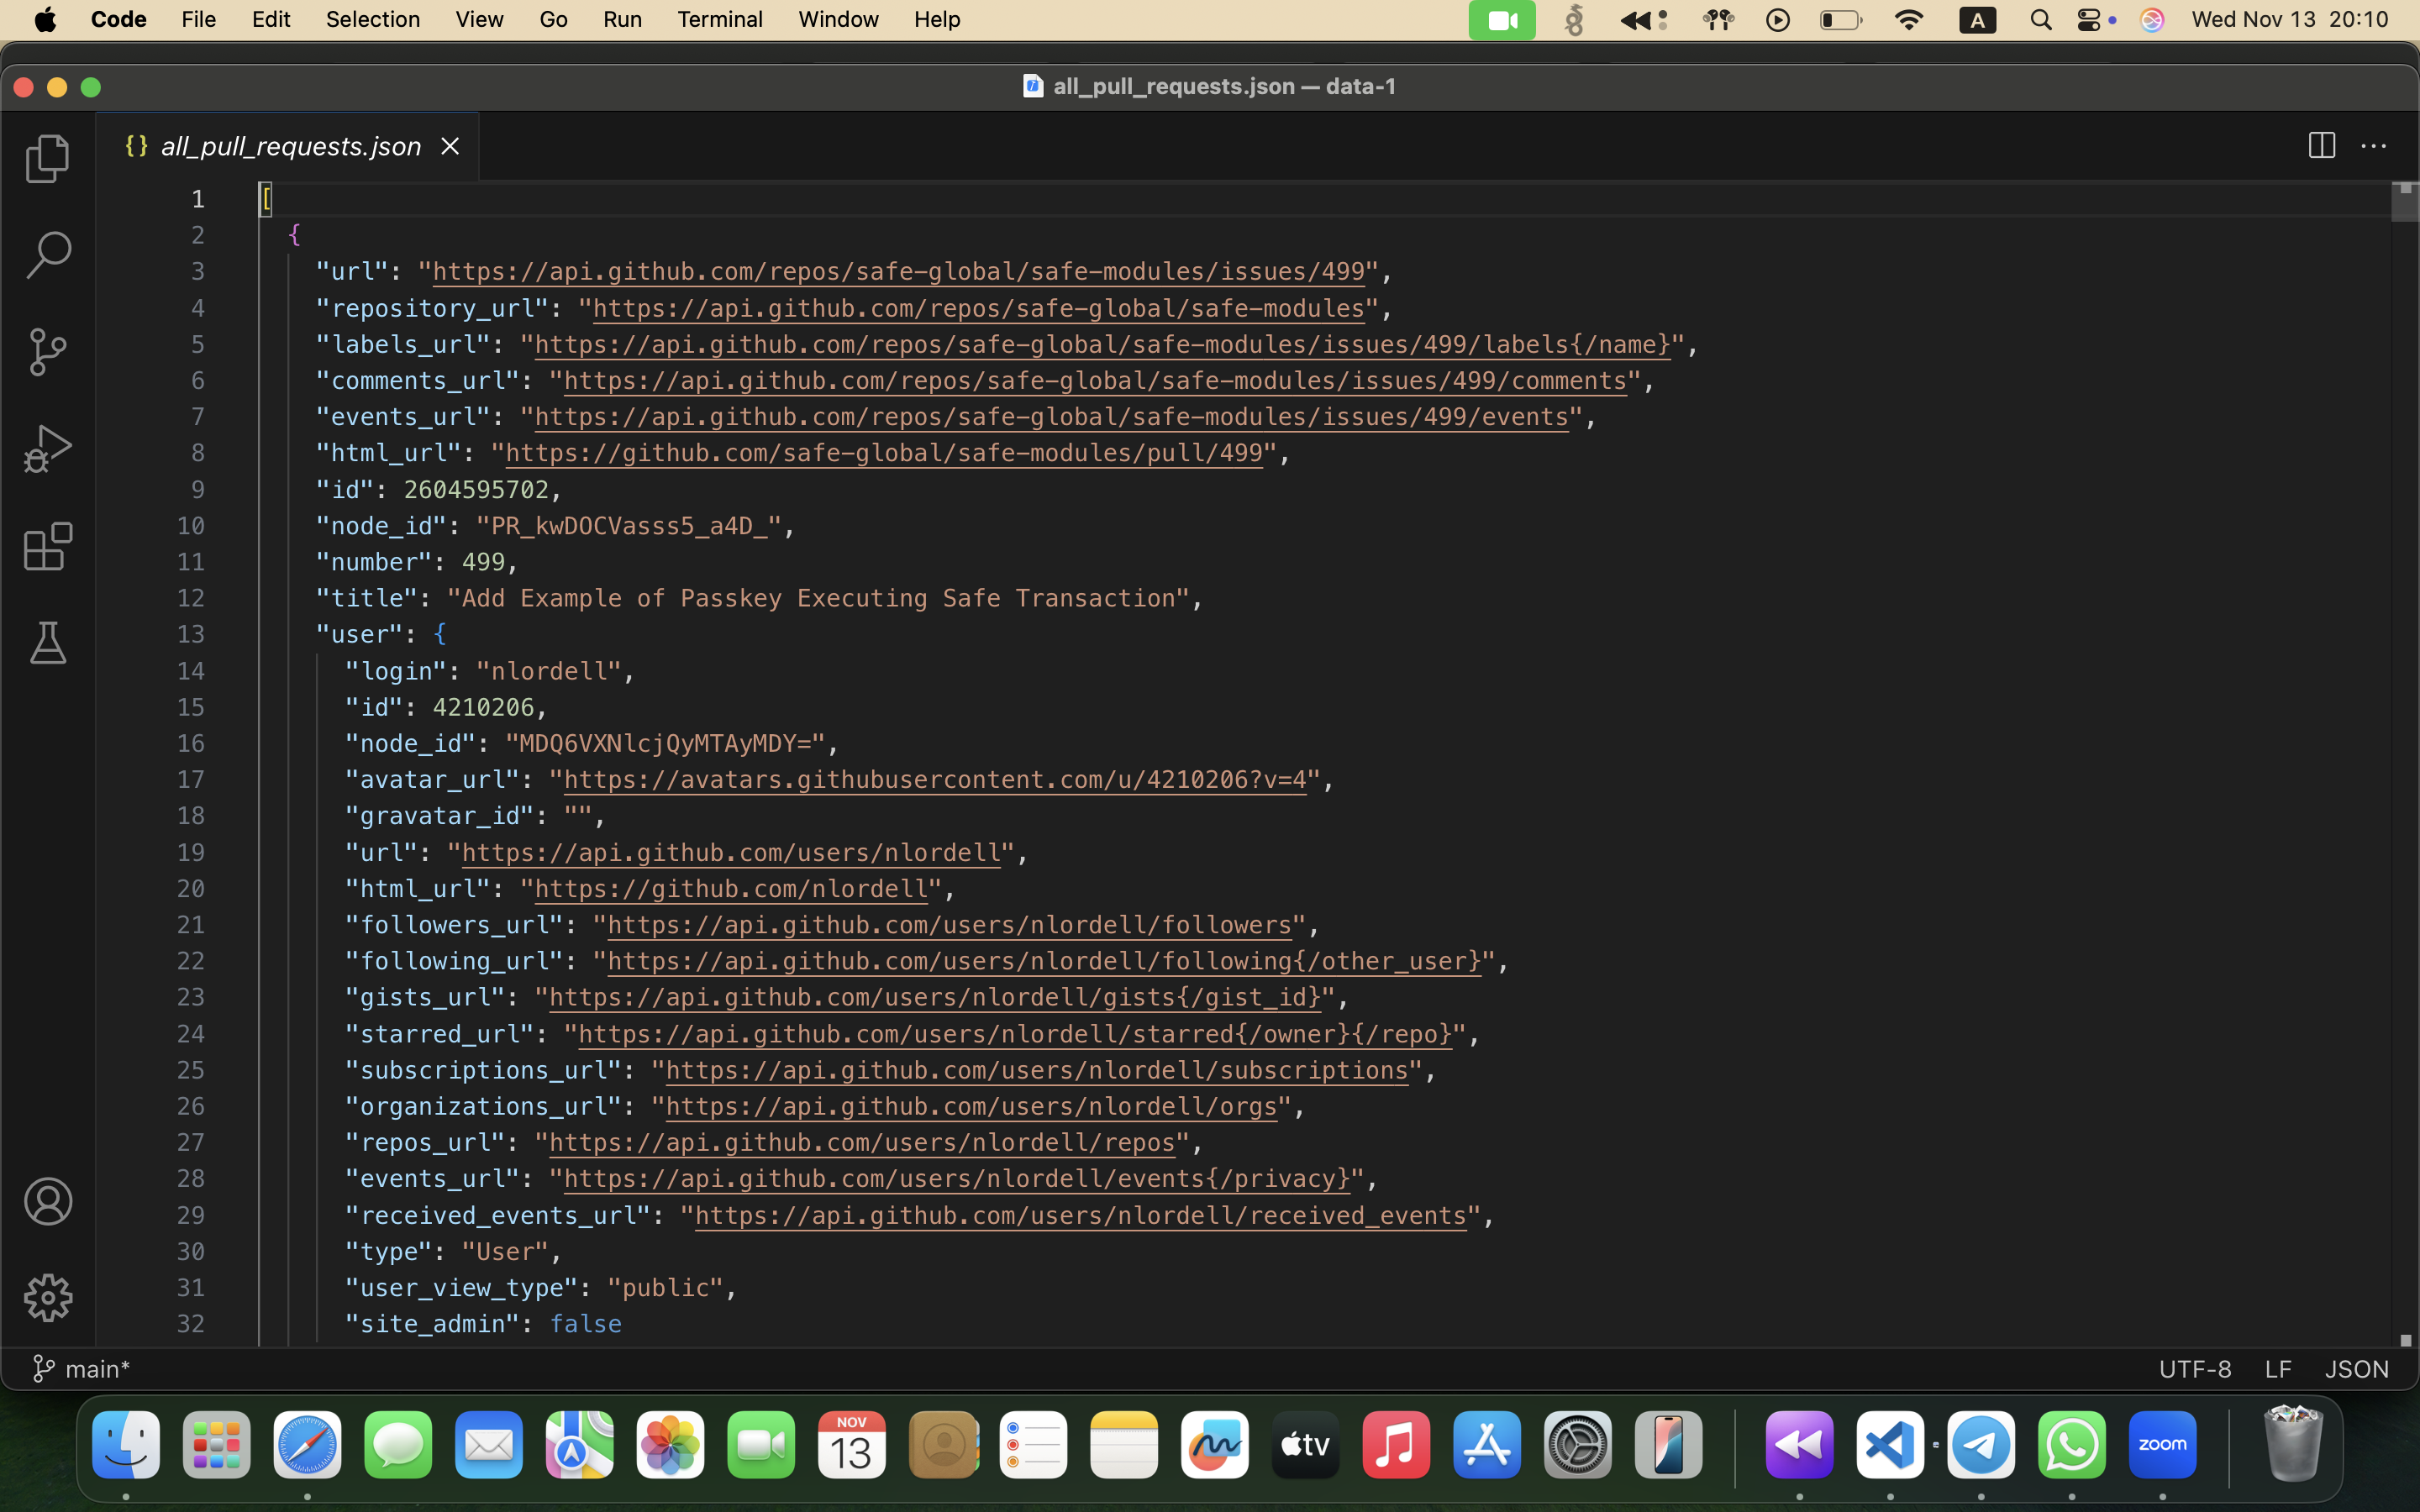 Code File Edit Selection View Go Run Terminal Window Help A Wed Nov 13 20:10
all_pull_requests.json — data-1
{} all_pull_requests.json
1 [
2 {
3 "url": "https://api.github.com/repos/safe-global/safe-modules/issues/499",
4 "repository_url": "https://api.github.com/repos/safe-global/safe-modules",
5 "labels_url": "https://api.github.com/repos/safe-global/safe-modules/issues/499/labels{/name}",
6 "comments_url": "https://api.github.com/repos/safe-global/safe-modules/issues/499/comments",
7 "events_url": "https://api.github.com/repos/safe-global/safe-modules/issues/499/events",
8 "html_url": "https://github.com/safe-global/safe-modules/pull/499",
9 "id": 2604595702,
10 "node_id": "PR_kwDOCVasss5_a4D_",
11 "number": 499,
12 "title": "Add Example of Passkey Executing Safe Transaction",
13 "user": {
14 "login": "nlordell",
15 "id": 4210206,
16 "node_id": "MDQ6VXNlcjQyMTAyMDY=",
17 "avatar_url": "https://avatars.githubusercontent.com/u/4210206?v=4",
18 "gravatar_id": "",
19 "url": "https://api.github.com/users/nlordell",
20 "html_url": "https://github.com/nlordell",
21 "followers_url": "https://api.github.com/users/nlordell/followers",
22 "following_url": "https://api.github.com/users/nlordell/following{/other_user}",
23 "gists_url": "https://api.github.com/users/nlordell/gists{/gist_id}",
24 "starred_url": "https://api.github.com/users/nlordell/starred{/owner}{/repo}",
25 "subscriptions_url": "https://api.github.com/users/nlordell/subscriptions",
26 "organizations_url": "https://api.github.com/users/nlordell/orgs",
27 "repos_url": "https://api.github.com/users/nlordell/repos",
28 "events_url": "https://api.github.com/users/nlordell/events{/privacy}",
29 "received_events_url": "https://api.github.com/users/nlordell/received_events",
30 "type": "User",
31 "user_view_type": "public",
32 "site_admin": false
main* UTF-8 LF JSON
NOV
13
tv
zoom